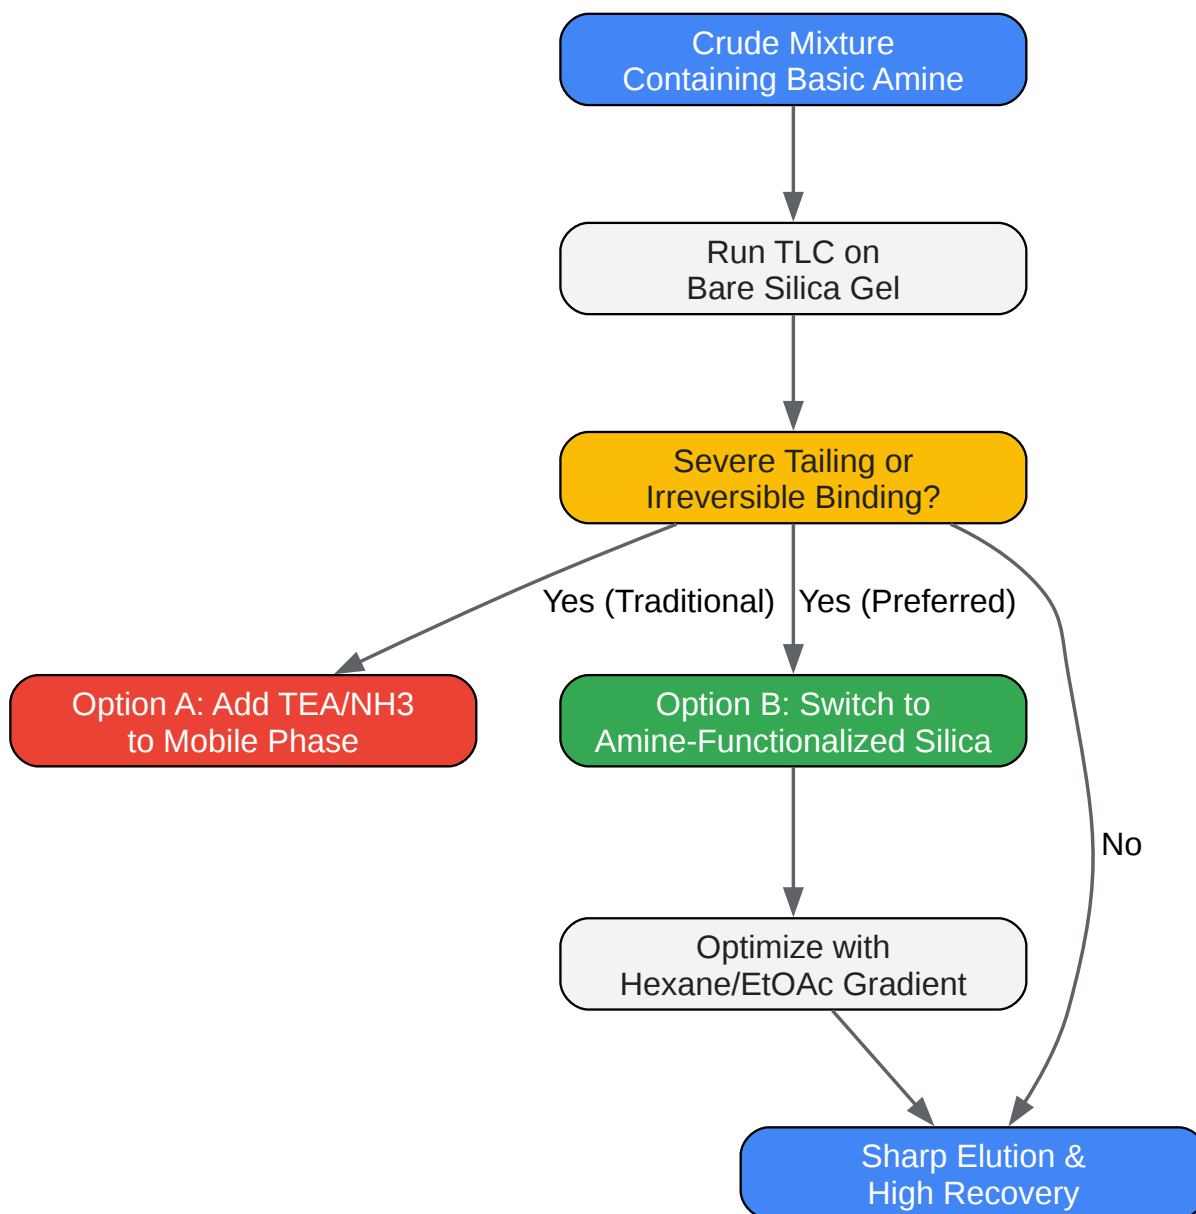 Crude Mixture
Containing Basic Amine
Run TLC on
Bare Silica Gel
Severe Tailing or
Irreversible Binding?
Yes (Traditional)
Yes (Preferred)
Option A: Add TEA/NH3
to Mobile Phase
Option B: Switch to
Amine-Functionalized Silica
No
Optimize with
Hexane/EtOAc Gradient
Sharp Elution &
High Recovery